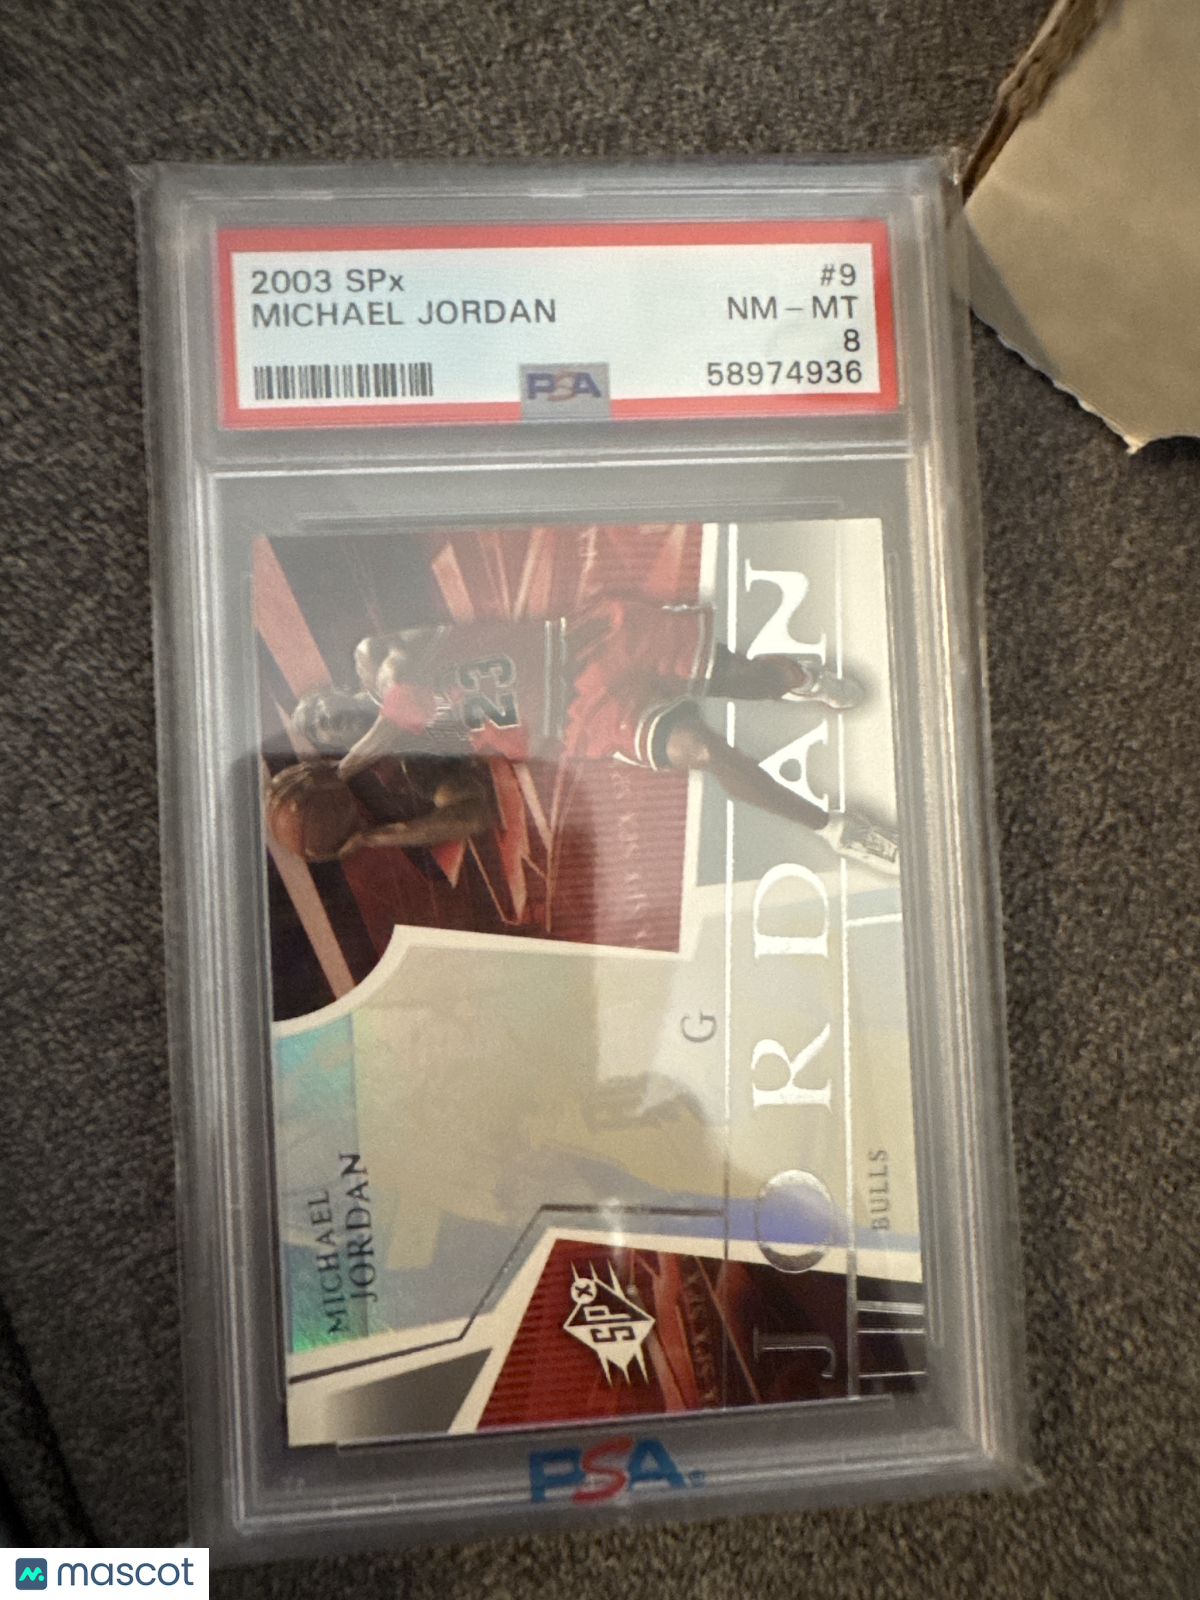 2003 SPx #9
MICHAEL JORDAN NM - MT
8
58974936
PSA
23
G
JORDAN
BULLS
MICHAEL
JORDAN
SPx
PSA
mascot